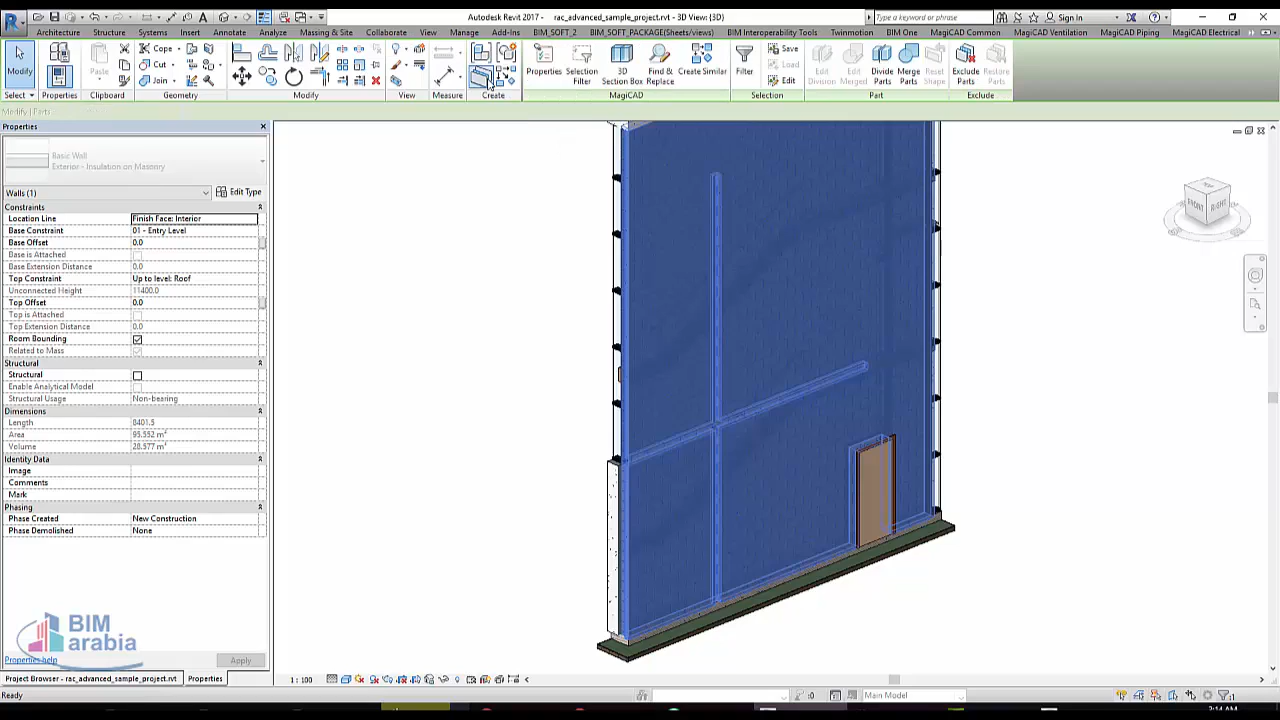 Autodesk Revit 2017 - rac_advanced_sample_project.rvt - 3D View: {3D}
Type a keyword or phrase
Sign In
Architecture Structure Systems Insert Annotate Analyze Massing & Site Collaborate View Manage Add-Ins BIM_SOFT_2 BIM_SOFT_PACKAGE(Sheets/views) BIM Interoperability Tools Twinmotion BIM One MagiCAD Common MagiCAD Ventilation MagiCAD Piping MagiCAD Electrical
Modify
Paste
Cope
Cut
Join
Properties
Selection Filter
3D Section Box
Find & Replace
Create Similar
Filter
Save
Load
Edit
Edit Division
Edit Merged
Divide Parts
Merge Parts
Reset Shape
Exclude Parts
Restore Parts
Select Properties Clipboard Geometry Modify View Measure Create MagiCAD Selection Part Exclude
Modify | Parts
Properties
Basic Wall
Exterior - Insulation on Masonry
Walls (1)
Edit Type
Constraints
Location Line Finish Face: Interior
Base Constraint 01 - Entry Level
Base Offset 0.0
Base is Attached
Base Extension Distance 0.0
Top Constraint Up to level: Roof
Unconnected Height 11400.0
Top Offset 0.0
Top is Attached
Top Extension Distance 0.0
Room Bounding
Related to Mass
Structural
Structural
Enable Analytical Model
Structural Usage Non-bearing
Dimensions
Length 8401.5
Area 95.552 m²
Volume 28.577 m³
Identity Data
Image
Comments
Mark
Phasing
Phase Created New Construction
Phase Demolished None
BIM
arabia
Properties help
Apply
Project Browser - rac_advanced_sample_project.rvt
Properties
1 : 100
TOP
FRONT
RIGHT
Ready
:0
Main Model
:1